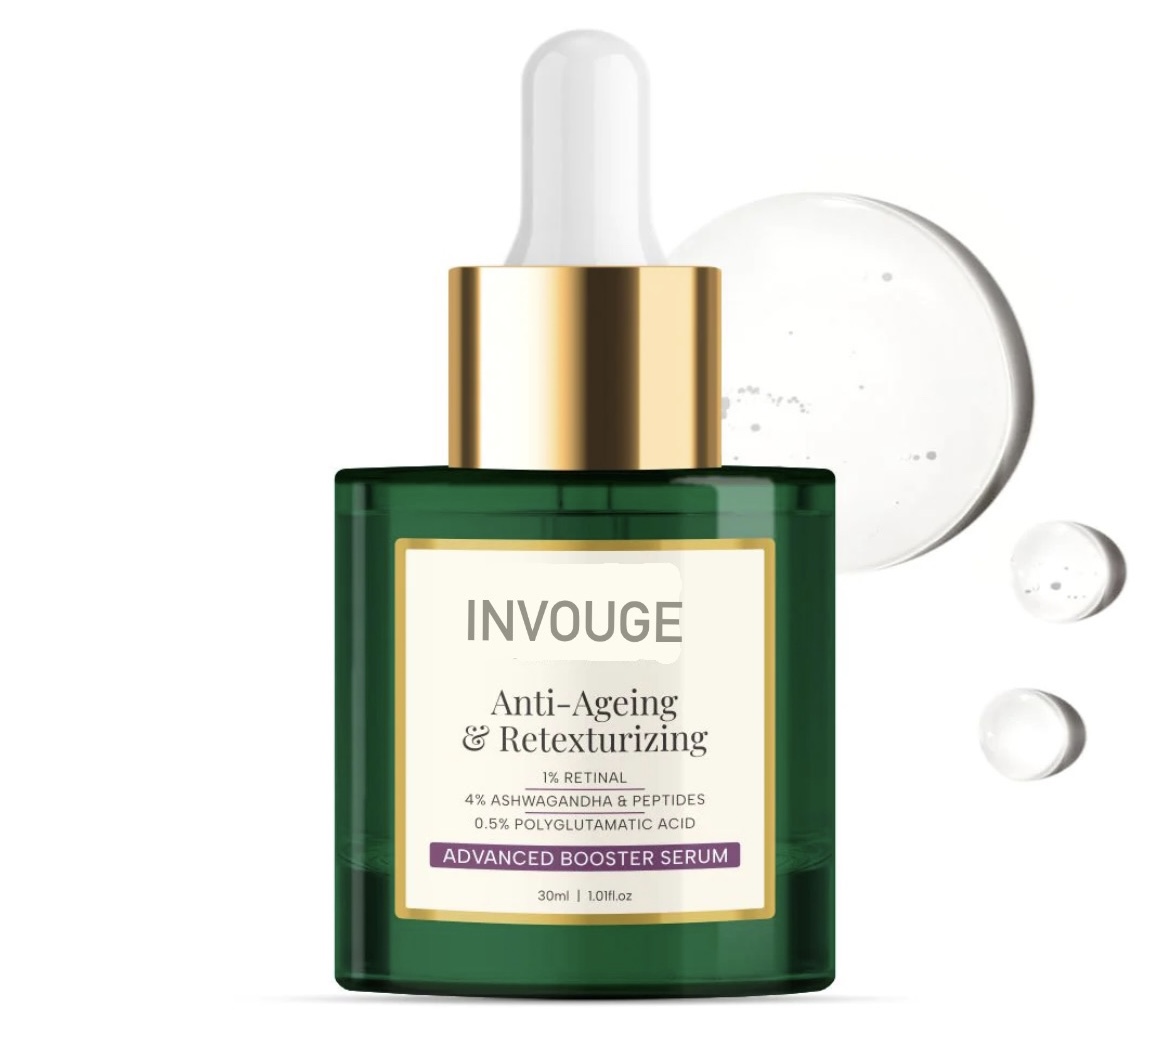 INVOUGE
Anti-Ageing
& Retexturizing
1% RETINAL
4% ASHWAGANDHA & PEPTIDES
0.5% POLYGLUTAMATIC ACID
ADVANCED BOOSTER SERUM
30ml | 1.01fl.oz